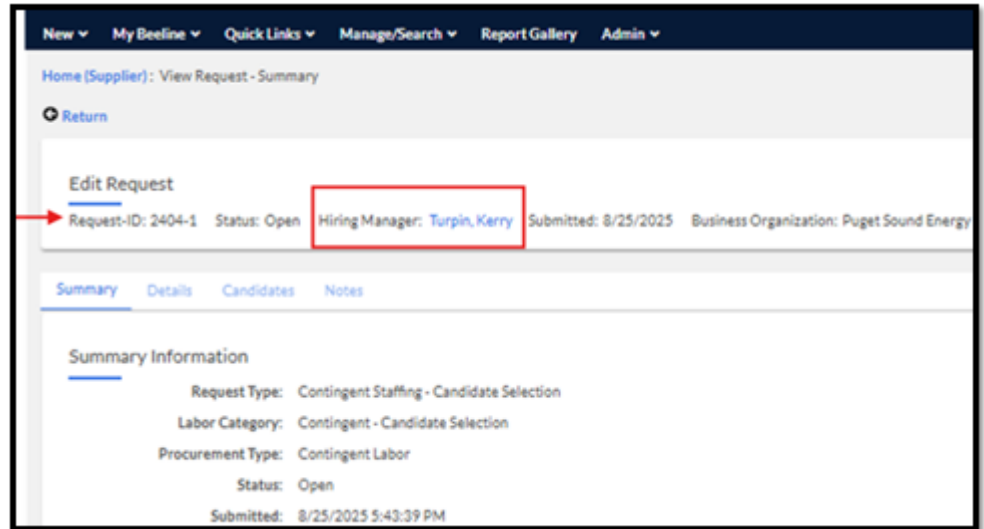 New My Beeline Quick Links Manage/Search Report Gallery Admin
Home (Supplier) : View Request - Summary
Return
Edit Request
Request-ID: 2404-1 Status: Open Hiring Manager: Turpin, Kerry Submitted: 8/25/2025 Business Organization: Puget Sound Energy
Summary Details Candidates Notes
Summary Information
Request Type: Contingent Staffing - Candidate Selection
Labor Category: Contingent - Candidate Selection
Procurement Type: Contingent Labor
Status: Open
Submitted: 8/25/2025 5:43:39 PM